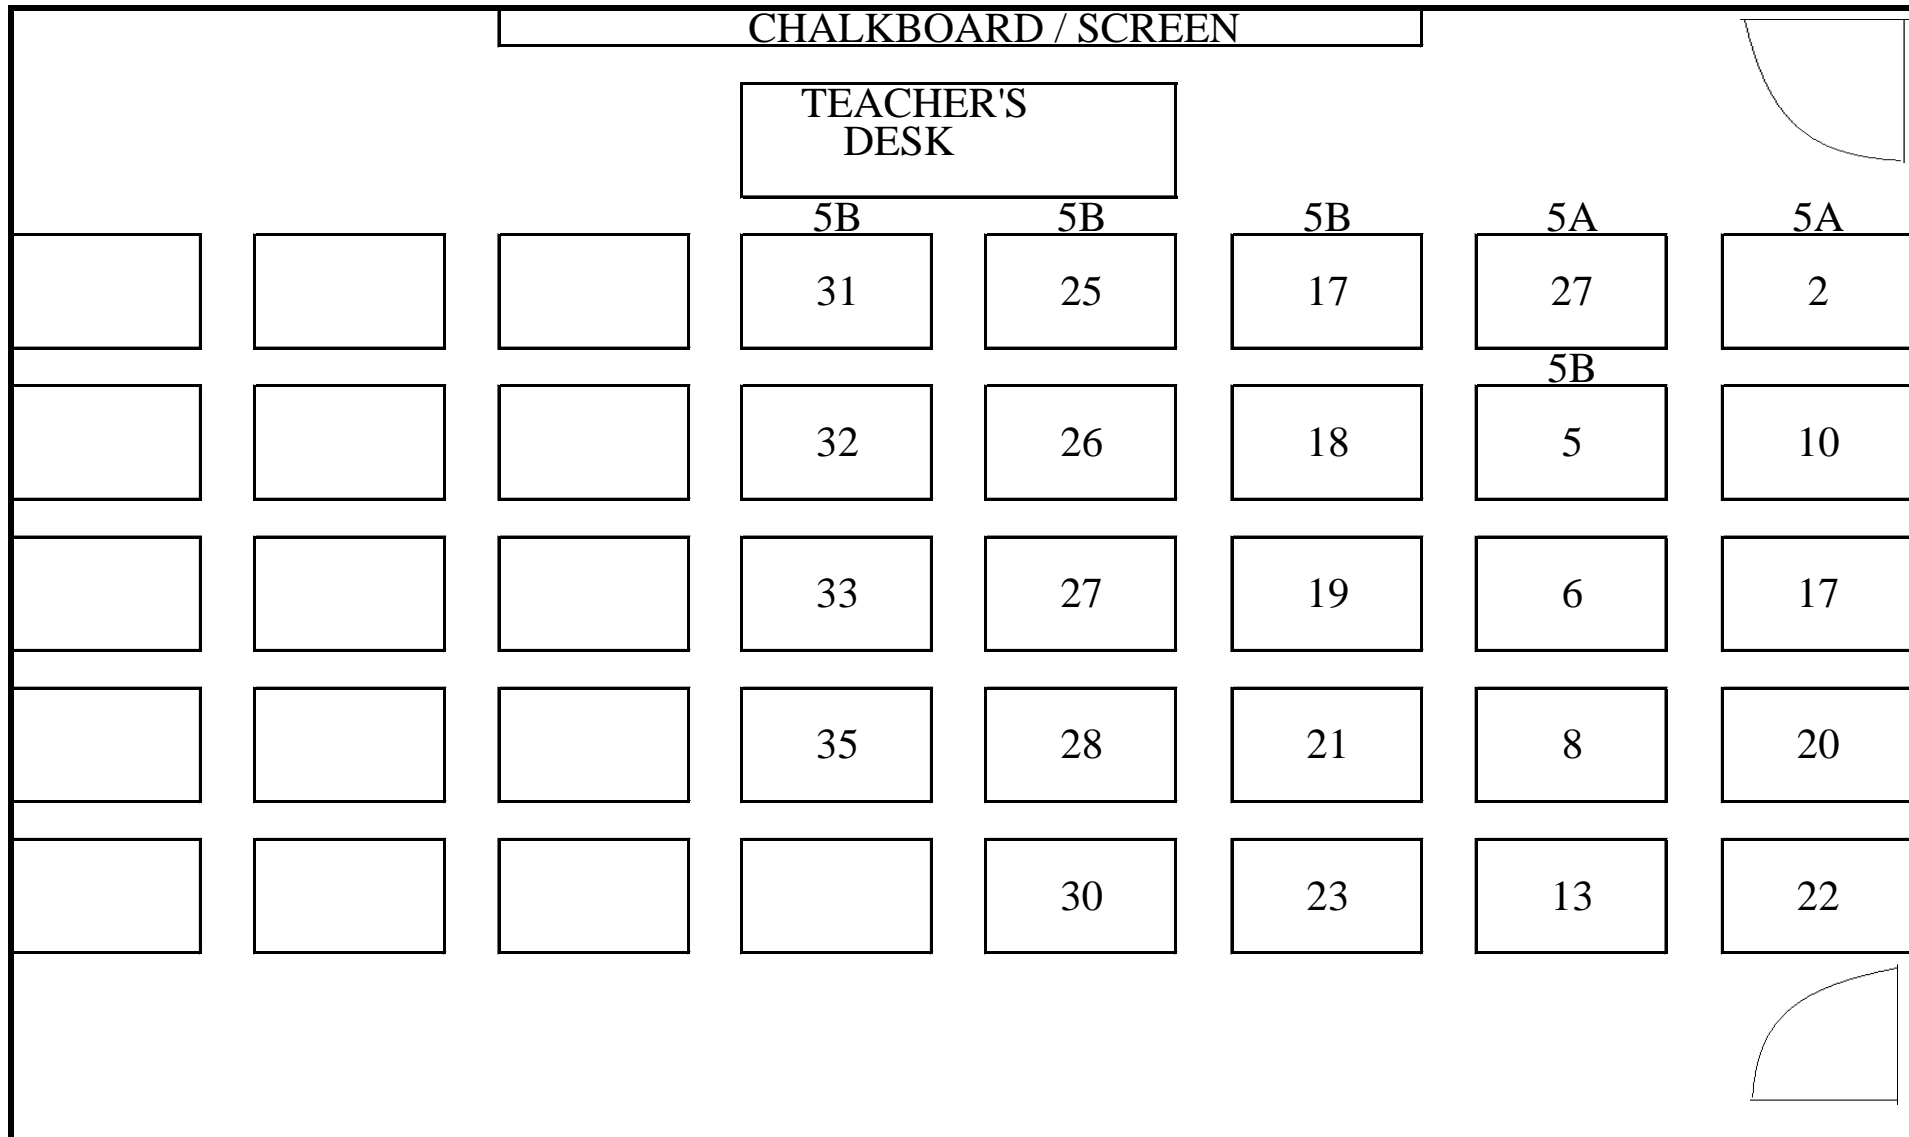 CHALKBOARD / SCREEN
TEACHER'S
DESK
5B 5B 5B 5A 5A
31 25 17 27 2
5B
32 26 18 5 10
33 27 19 6 17
35 28 21 8 20
30 23 13 22